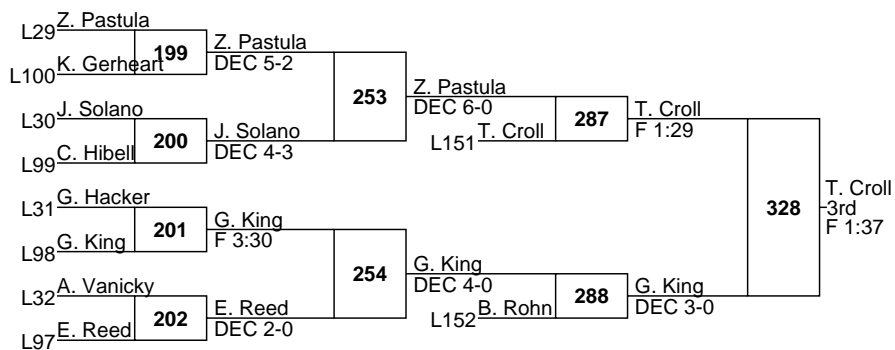 L29 Z. Pastula
199
Z. Pastula
DEC 5-2
L100 K. Gerheart
253
Z. Pastula
DEC 6-0
L30 J. Solano
200
J. Solano
DEC 4-3
L99 C. Hibell
287
T. Croll
F 1:29
L151 T. Croll
328
T. Croll
3rd
F 1:37
L31 G. Hacker
201
G. King
F 3:30
L98 G. King
254
G. King
DEC 4-0
L32 A. Vanicky
202
E. Reed
DEC 2-0
L97 E. Reed
288
G. King
DEC 3-0
L152 B. Rohn